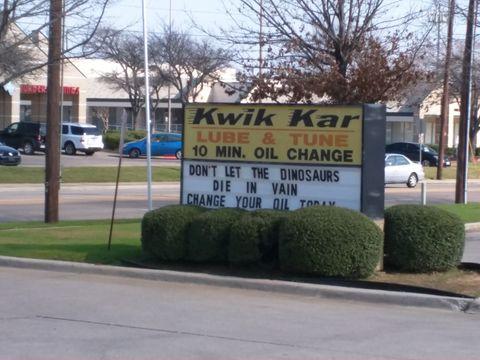 Kwik Kar
LUBE & TUNE
10 MIN. OIL CHANGE
DON'T LET THE DINOSAURS
DIE IN VAIN
CHANGE YOUR OIL TODAY